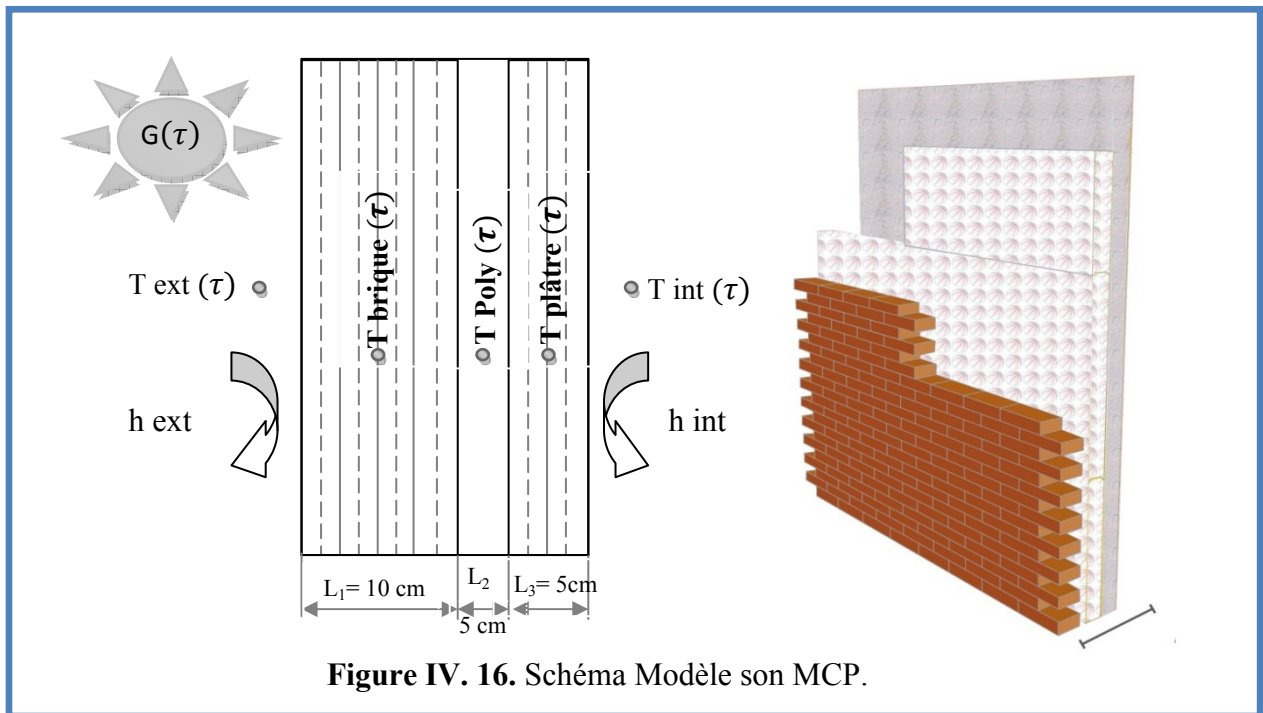 G(τ)
T ext (τ)
T brique (τ)
T Poly (τ)
T plâtre (τ)
T int (τ)
h ext
h int
L₁= 10 cm
L₂
5 cm
L₃= 5cm
Figure IV. 16. Schéma Modèle son MCP.